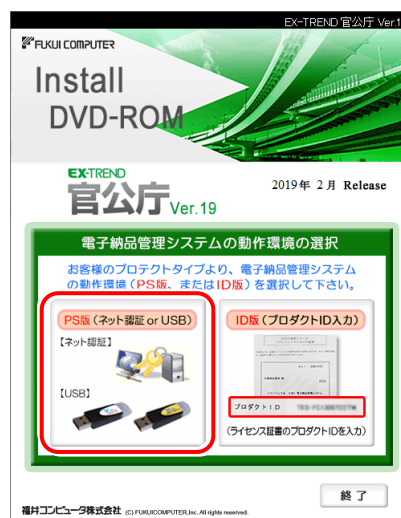 EX-TREND 官公庁 Ver.1
FUKUI COMPUTER
Install
DVD-ROM
EX-TREND
官公庁 Ver.19
2019年 2月 Release
電子納品管理システムの動作環境の選択
お客様のプロテクトタイプより、電子納品管理システム
の動作環境（PS版、またはID版）を選択して下さい。
PS版（ネット認証 or USB）
【ネット認証】
【USB】
ID版（プロダクトID入力）
プロダクトID
（ライセンス証書のプロダクトIDを入力）
終了
福井コンピュータ株式会社 (C) FUKUICOMPUTER,Inc. All rights reserved.